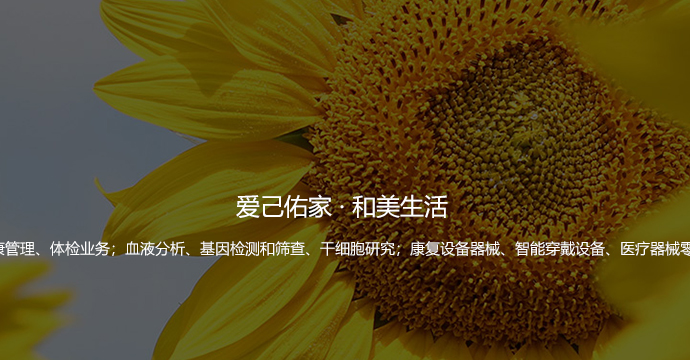 爱己佑家 · 和美生活
康管理、体检业务；血液分析、基因检测和筛查、干细胞研究；康复设备器械、智能穿戴设备、医疗器械零